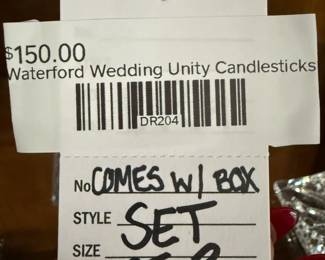 $150.00
Waterford Wedding Unity Candlesticks
DR204
No COMES W/ BOX
STYLE SET
SIZE